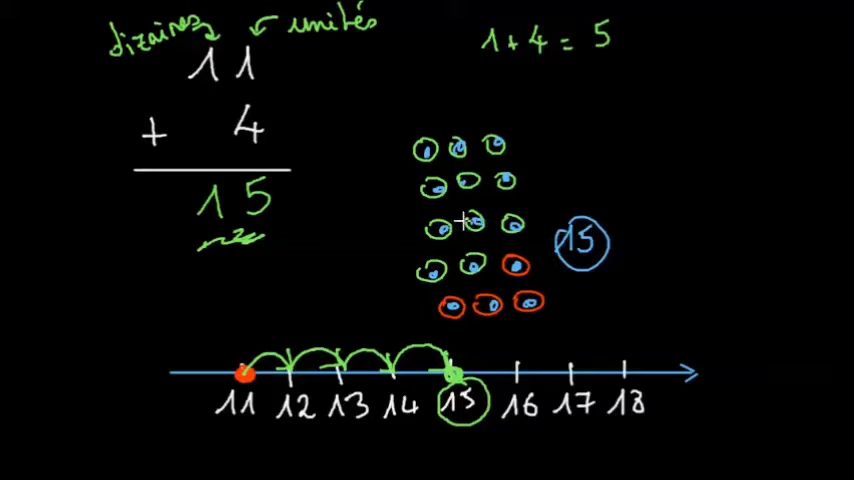 dizaines unités
1 + 4 = 5
11
+ 4
15
15
11 12 13 14 15 16 17 18